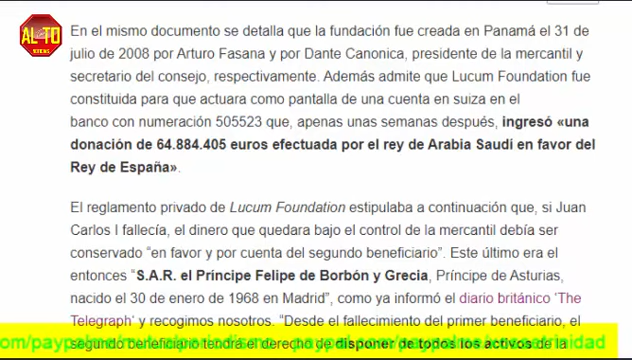 AL TO
En el mismo documento se detalla que la fundación fue creada en Panamá el 31 de
julio de 2008 por Arturo Fasana y por Dante Canonica, presidente de la mercantil y
secretario del consejo, respectivamente. Además admite que Lucum Foundation fue
constituida para que actuara como pantalla de una cuenta en suiza en el
banco con numeración 505523 que, apenas unas semanas después, ingresó «una
donación de 64.884.405 euros efectuada por el rey de Arabia Saudí en favor del
Rey de España».
El reglamento privado de Lucum Foundation estipulaba a continuación que, si Juan
Carlos I fallecía, el dinero que quedara bajo el control de la mercantil debía ser
conservado “en favor y por cuenta del segundo beneficiario”. Este último era el
entonces “S.A.R. el Príncipe Felipe de Borbón y Grecia, Príncipe de Asturias,
nacido el 30 de enero de 1968 en Madrid”, como ya informó el diario británico ‘The
Telegraph‘ y recogimos nosotros. “Desde el fallecimiento del primer beneficiario, el
segundo beneficiario tendrá el derecho de disponer de todos los activos de la